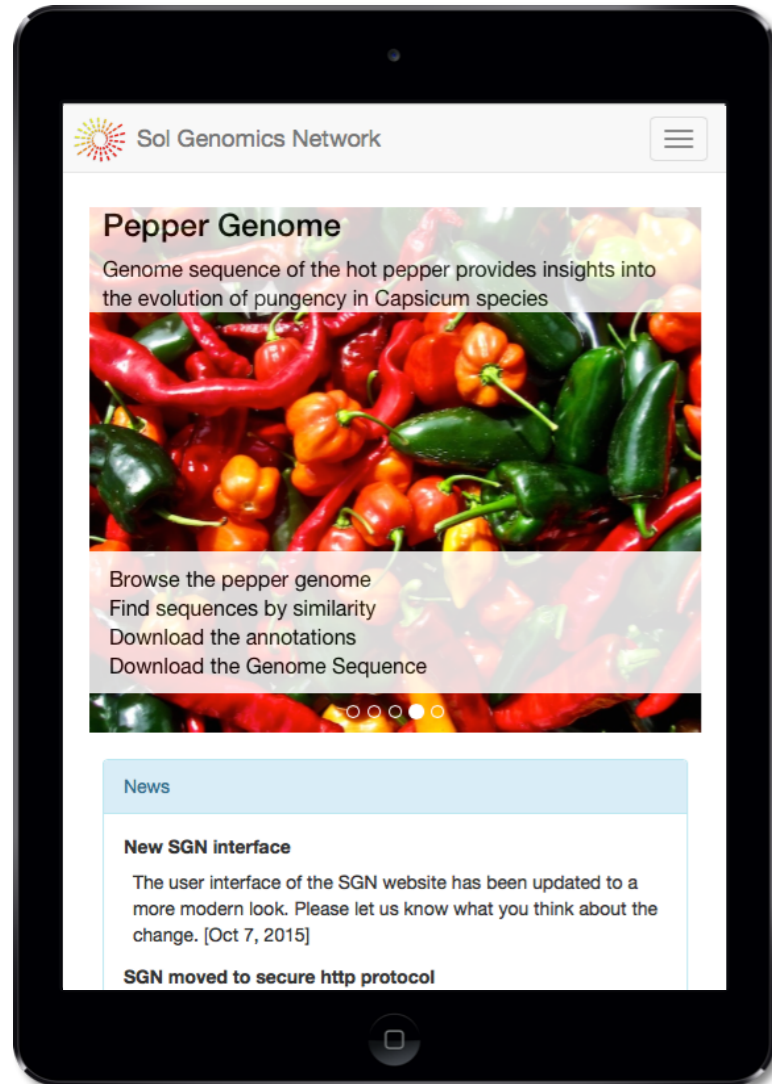 Sol Genomics Network
Pepper Genome
Genome sequence of the hot pepper provides insights into
the evolution of pungency in Capsicum species
Browse the pepper genome
Find sequences by similarity
Download the annotations
Download the Genome Sequence
News
New SGN interface
The user interface of the SGN website has been updated to a
more modern look. Please let us know what you think about the
change. [Oct 7, 2015]
SGN moved to secure http protocol